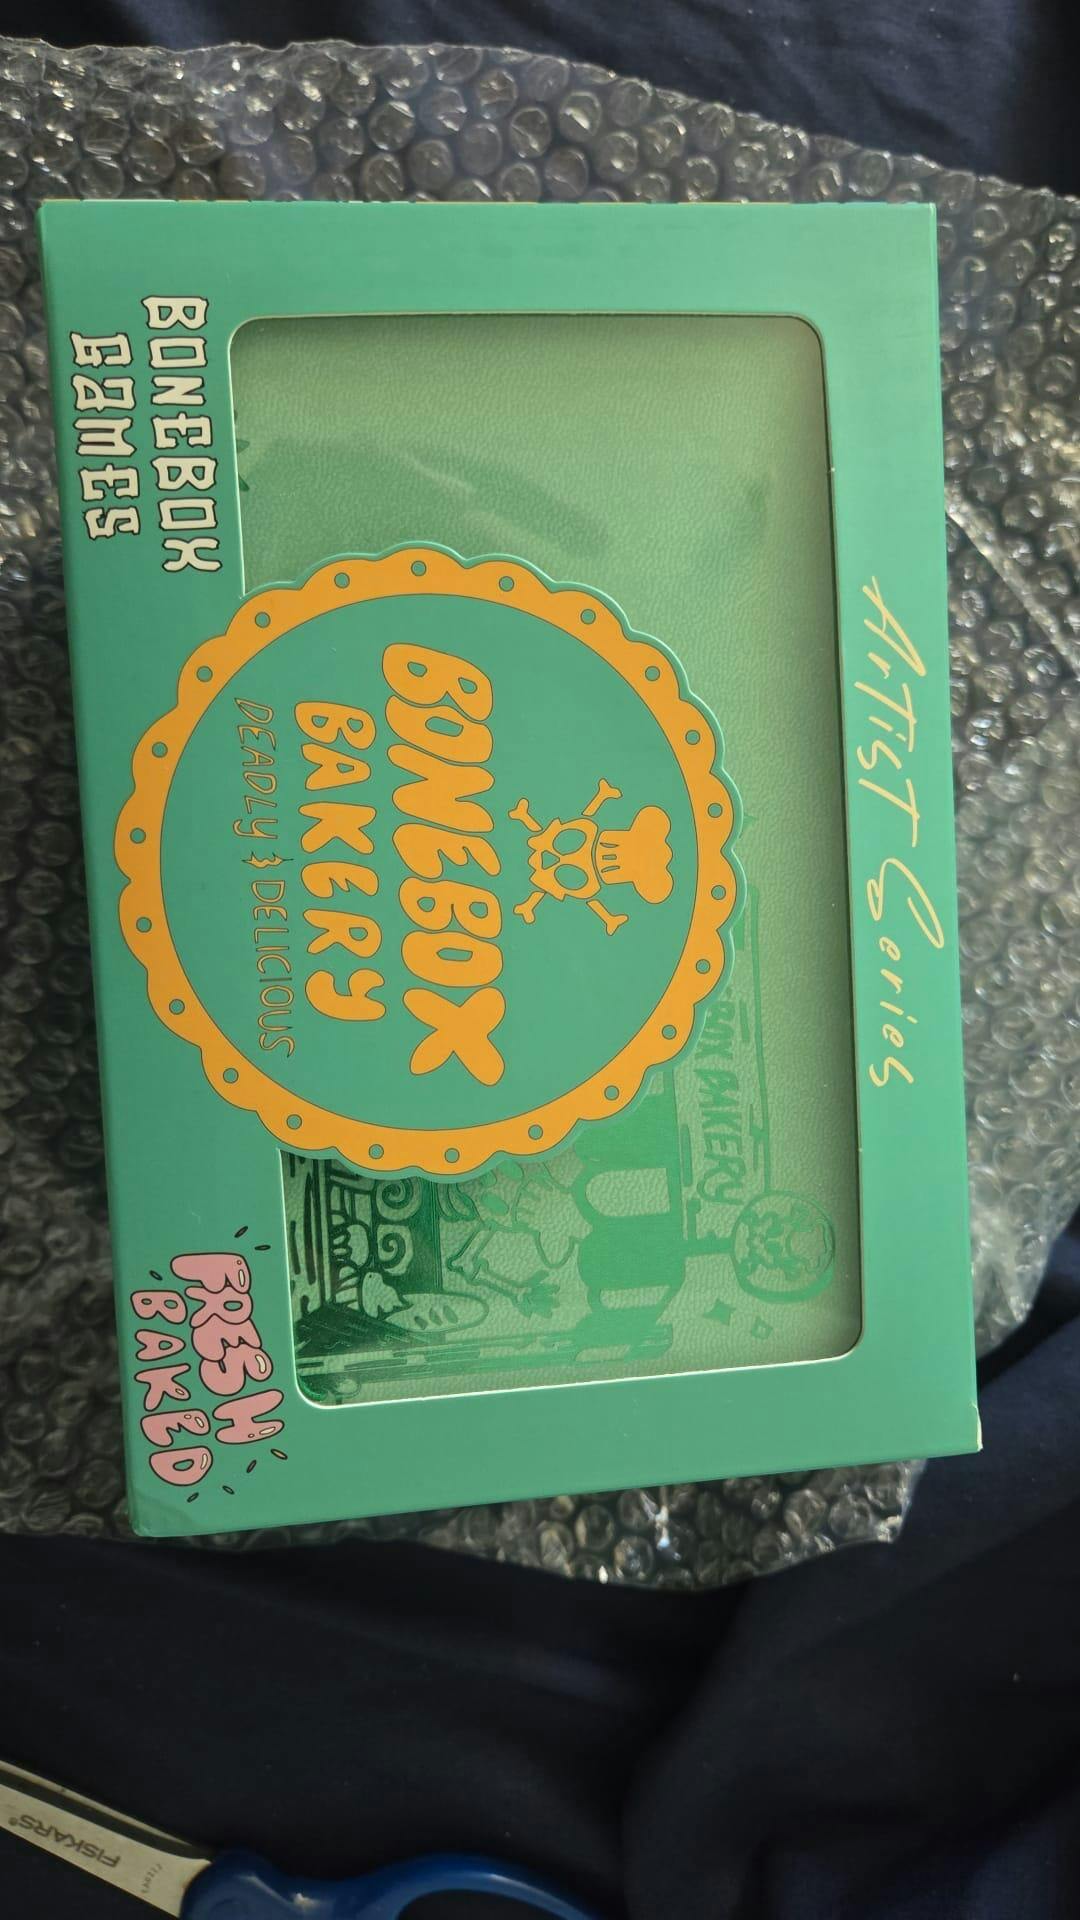 Artist Series
BOX BAKERY
BONEBOX
BAKERY
DEADLY & DELICIOUS
BONEBOX
GAMES
FRESH
BAKED
FISKARS®